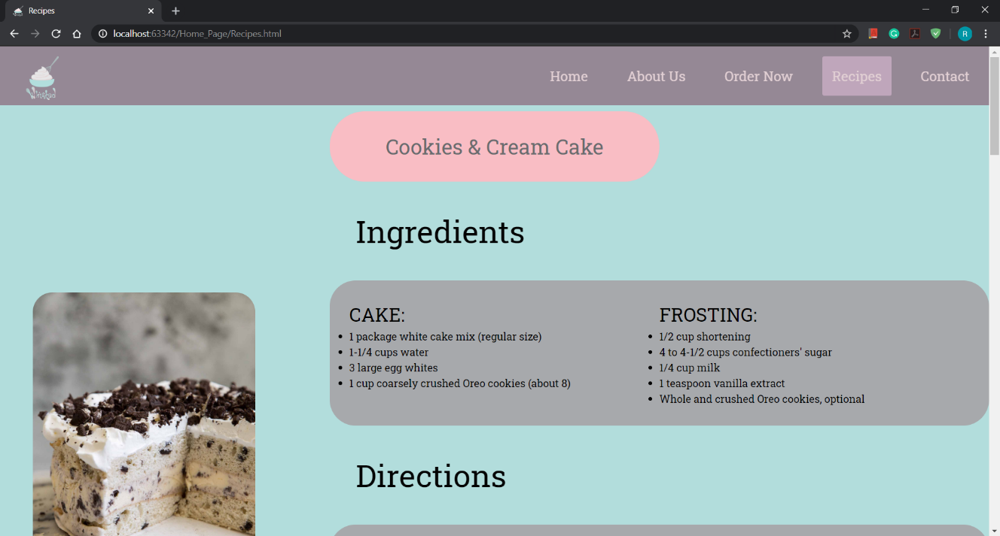 Recipes
localhost:63342/Home_Page/Recipes.html
R
Home
About Us
Order Now
Recipes
Contact
Cookies & Cream Cake
Ingredients
CAKE:
• 1 package white cake mix (regular size)
• 1-1/4 cups water
• 3 large egg whites
• 1 cup coarsely crushed Oreo cookies (about 8)
FROSTING:
• 1/2 cup shortening
• 4 to 4-1/2 cups confectioners' sugar
• 1/4 cup milk
• 1 teaspoon vanilla extract
• Whole and crushed Oreo cookies, optional
Directions